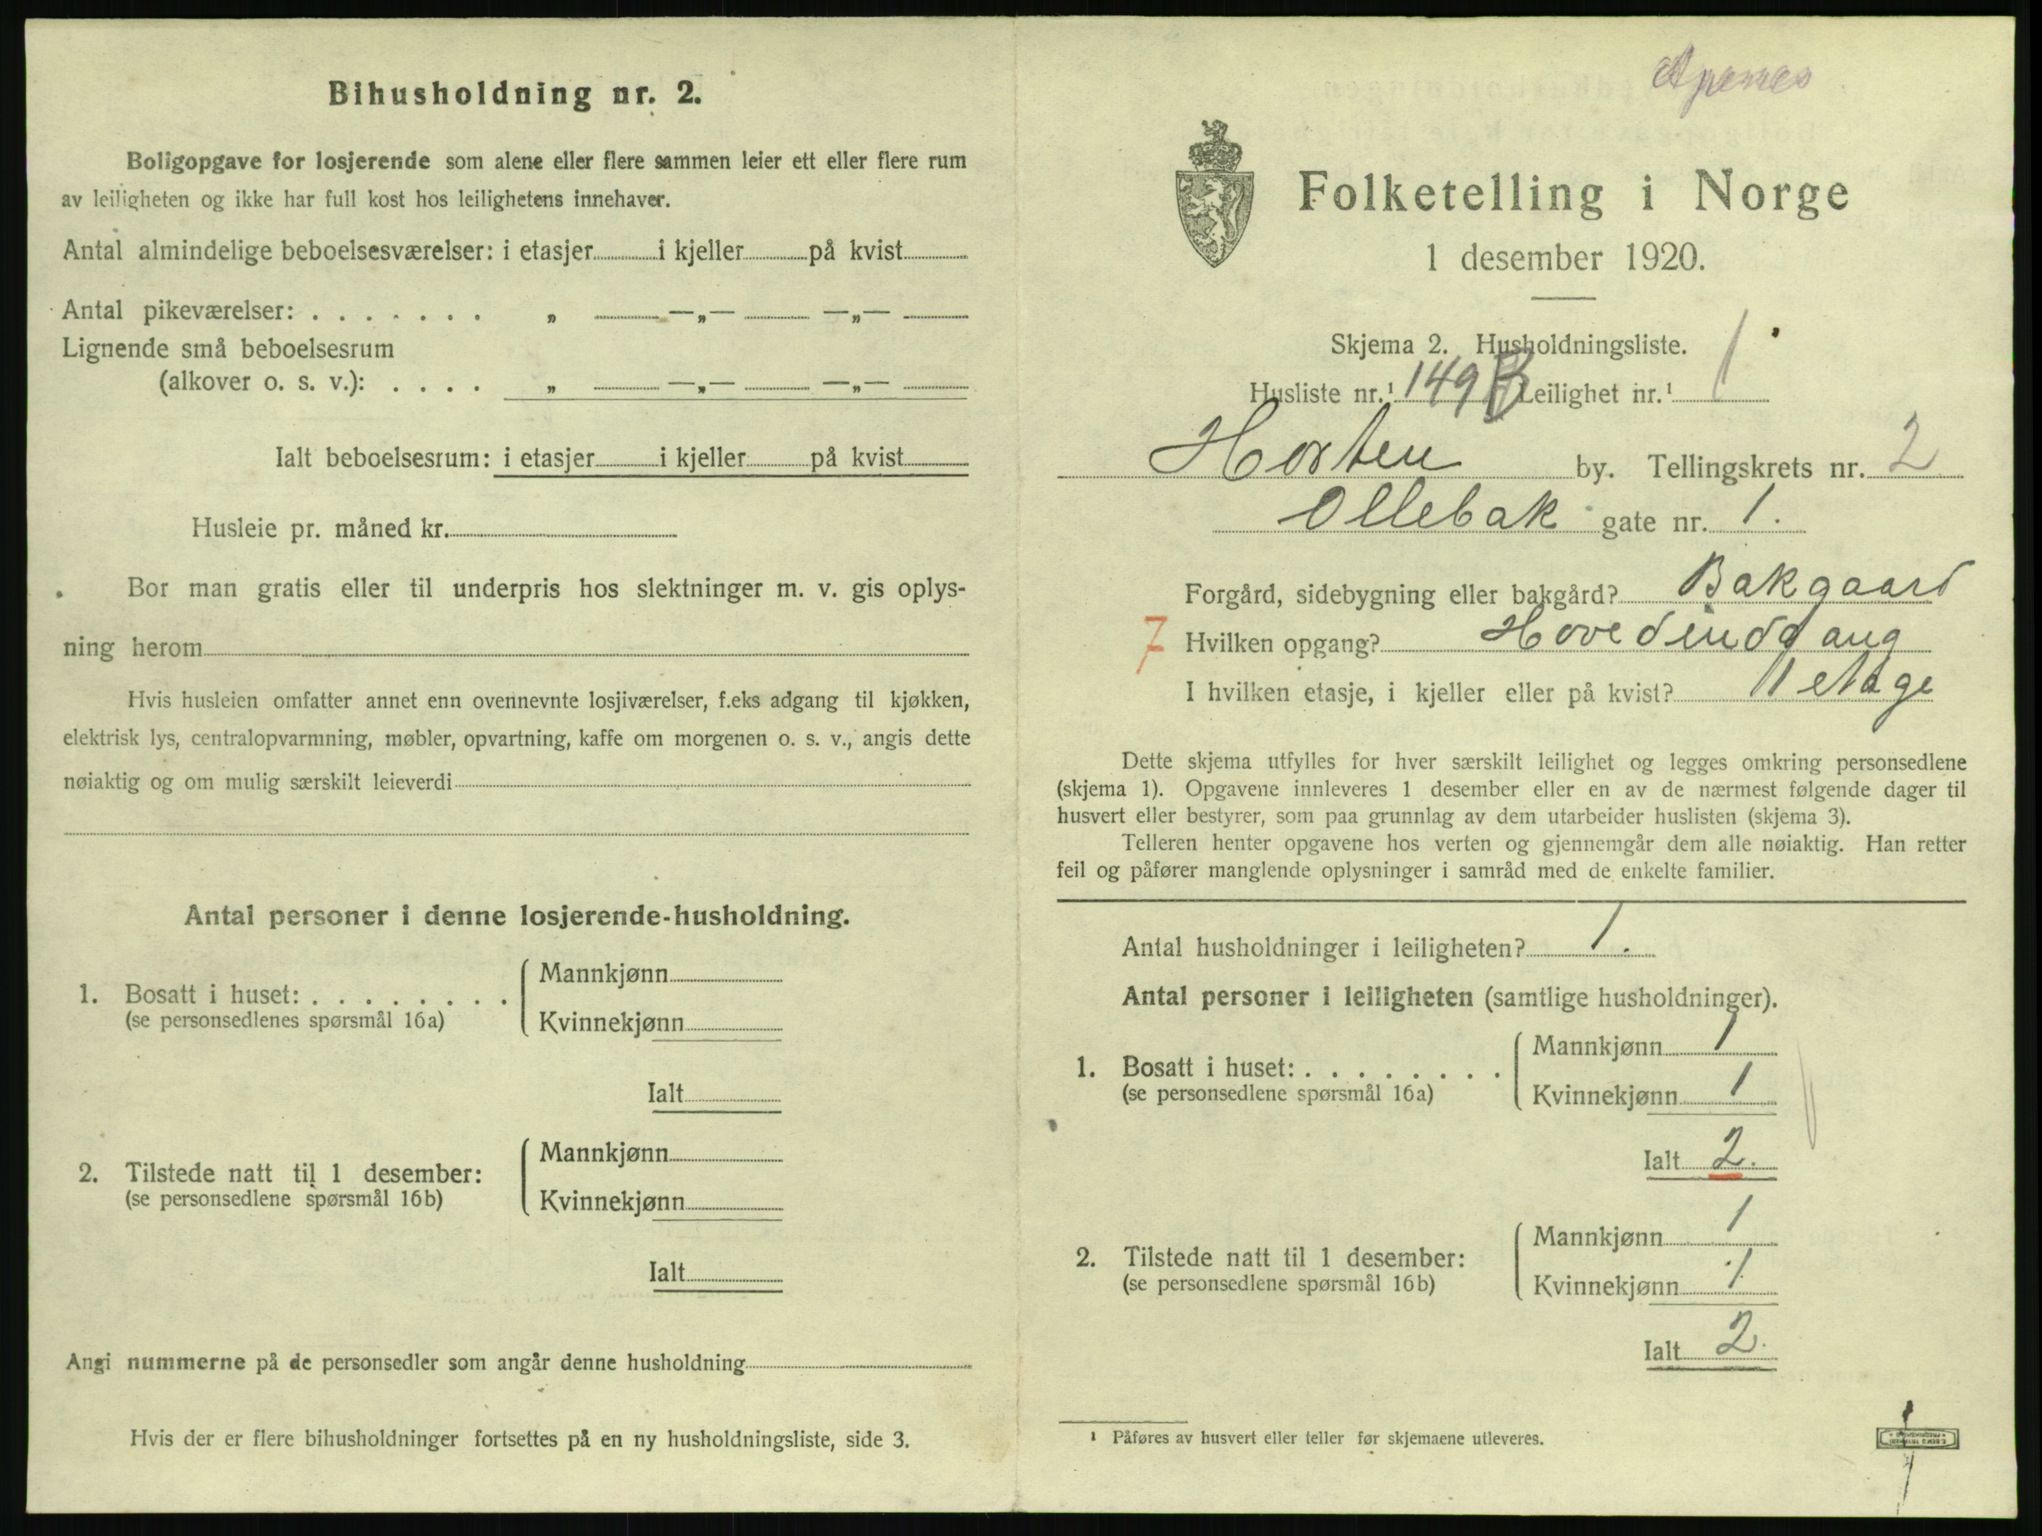 Bihusholdning nr. 2.
Boligopgave for losjerende som alene eller flere sammen leier ett eller flere rum
av leiligheten og ikke har full kost hos leilighetens innehaver.
Antal almindelige beboelsesværelser: i etasjer i kjeller på kvist
Antal pikeværelser: . . . . . . . „ —„— —„—
Lignende små beboelsesrum
(alkover o. s. v.): . . . . „ —„— —„—
Ialt beboelsesrum: i etasjer i kjeller på kvist
Husleie pr. måned kr.
Bor man gratis eller til underpris hos slektninger m. v. gis oplys-
ning herom
Hvis husleien omfatter annet enn ovennevnte losjiværelser, f.eks adgang til kjøkken,
elektrisk lys, centralopvarmning, møbler, opvartning, kaffe om morgenen o. s. v., angis dette
nøiaktig og om mulig særskilt leieverdi
Antal personer i denne losjerende-husholdning.
1. Bosatt i huset: . . . . . . . .
(se personsedlenes spørsmål 16a)
Mannkjønn
Kvinnekjønn
Ialt
2. Tilstede natt til 1 desember:
(se personsedlene spørsmål 16b)
Mannkjønn
Kvinnekjønn
Ialt
Angi nummerne på de personsedler som angår denne husholdning
Hvis der er flere bihusholdninger fortsettes på en ny husholdningsliste, side 3.
Apenes
Folketelling i Norge
1 desember 1920.
Skjema 2. Husholdningsliste.
Husliste nr.¹ 149 B Leilighet nr.¹ 1
Horten by. Tellingskrets nr. 2
Ollebak gate nr. 1.
Forgård, sidebygning eller bakgård? Bakgaard
7 Hvilken opgang? Hovedindgang
I hvilken etasje, i kjeller eller på kvist? 1 etage
Dette skjema utfylles for hver særskilt leilighet og legges omkring personsedlene
(skjema 1). Opgavene innleveres 1 desember eller en av de nærmest følgende dager til
husvert eller bestyrer, som paa grunnlag av dem utarbeider huslisten (skjema 3).
Telleren henter opgavene hos verten og gjennemgår dem alle nøiaktig. Han retter
feil og påfører manglende oplysninger i samråd med de enkelte familier.
Antal husholdninger i leiligheten? 1.
Antal personer i leiligheten (samtlige husholdninger).
1. Bosatt i huset: . . . . . . . .
(se personsedlene spørsmål 16a)
Mannkjønn 1
Kvinnekjønn 1
Ialt 2.
2. Tilstede natt til 1 desember:
(se personsedlene spørsmål 16b)
Mannkjønn 1
Kvinnekjønn 1
Ialt 2.
¹ Påføres av husvert eller teller før skjemaene utleveres.